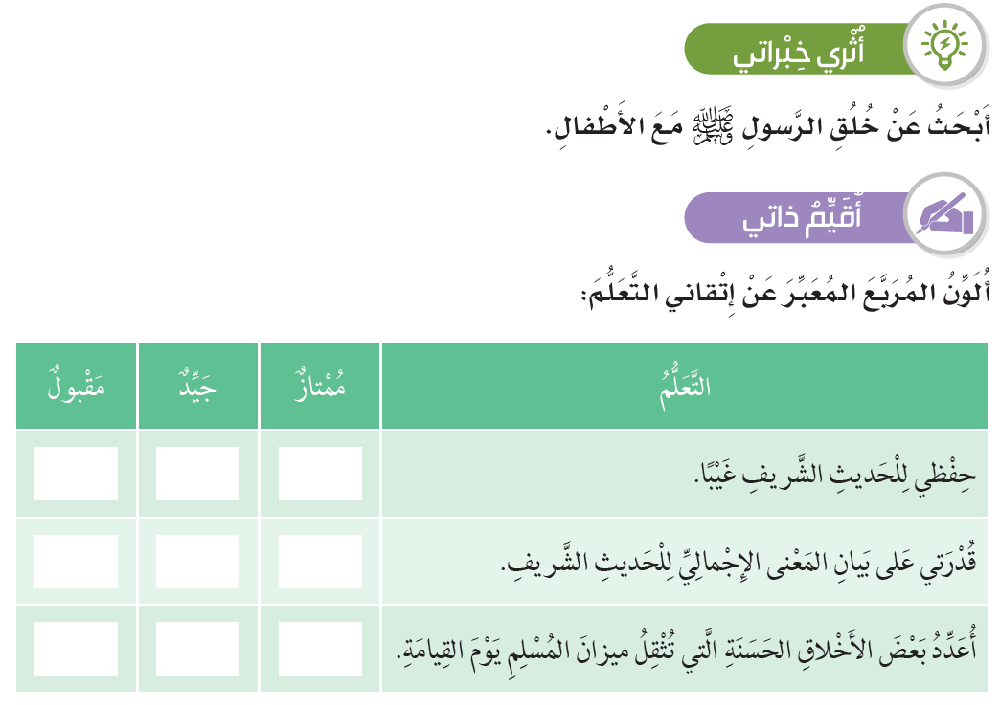 أُثْري خِبْراتي
أَبْحَثُ عَنْ خُلُقِ الرَّسولِ ﷺ مَعَ الأَطْفالِ.
أُقَيِّمُ ذاتي
أُلَوِّنُ المُرَبَّعَ المُعَبِّرَ عَنْ إِتْقاني التَّعَلُّمَ:
التَّعَلُّمُ مُمْتازٌ جَيِّدٌ مَقْبولٌ
حِفْظي لِلْحَديثِ الشَّريفِ غَيْبًا.
قُدْرَتي عَلى بَيانِ المَعْنى الإِجْمالِيِّ لِلْحَديثِ الشَّريفِ.
أُعَدِّدُ بَعْضَ الأَخْلاقِ الحَسَنَةِ الَّتي تُثْقِلُ ميزانَ المُسْلِمِ يَوْمَ القِيامَةِ.